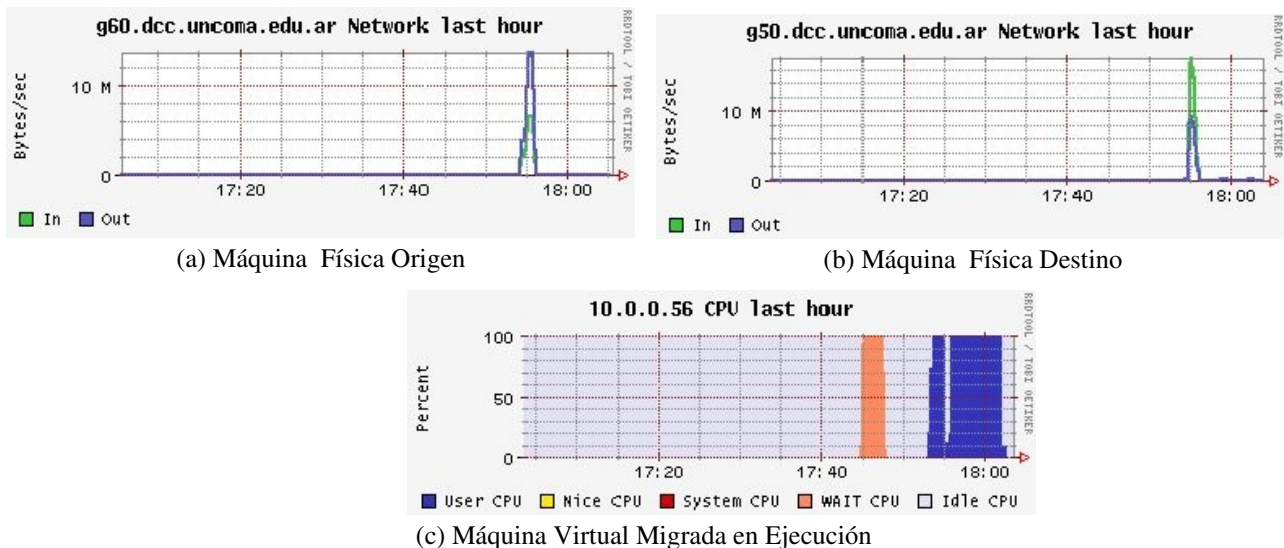 g60.dcc.uncoma.edu.ar Network last hour
RRDTOOL / TOBI OETIKER
Bytes/sec
10 M
0
17:20 17:40 18:00
In Out
(a) Máquina Física Origen
g50.dcc.uncoma.edu.ar Network last hour
RRDTOOL / TOBI OETIKER
Bytes/sec
10 M
0
17:20 17:40 18:00
In Out
(b) Máquina Física Destino
10.0.0.56 CPU last hour
RRDTOOL / TOBI OETIKER
Percent
100
50
0
17:20 17:40 18:00
User CPU Nice CPU System CPU WAIT CPU Idle CPU
(c) Máquina Virtual Migrada en Ejecución